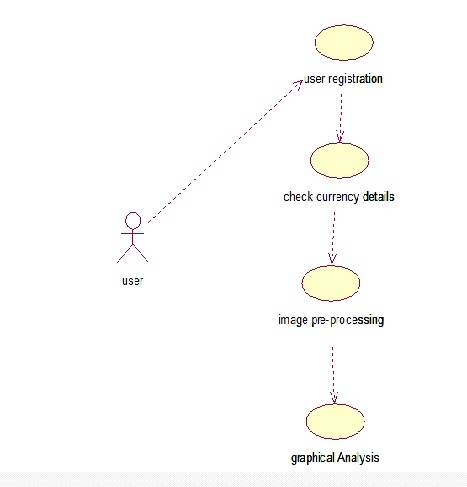 user registration
check currency details
user
image pre-processing
graphical Analysis